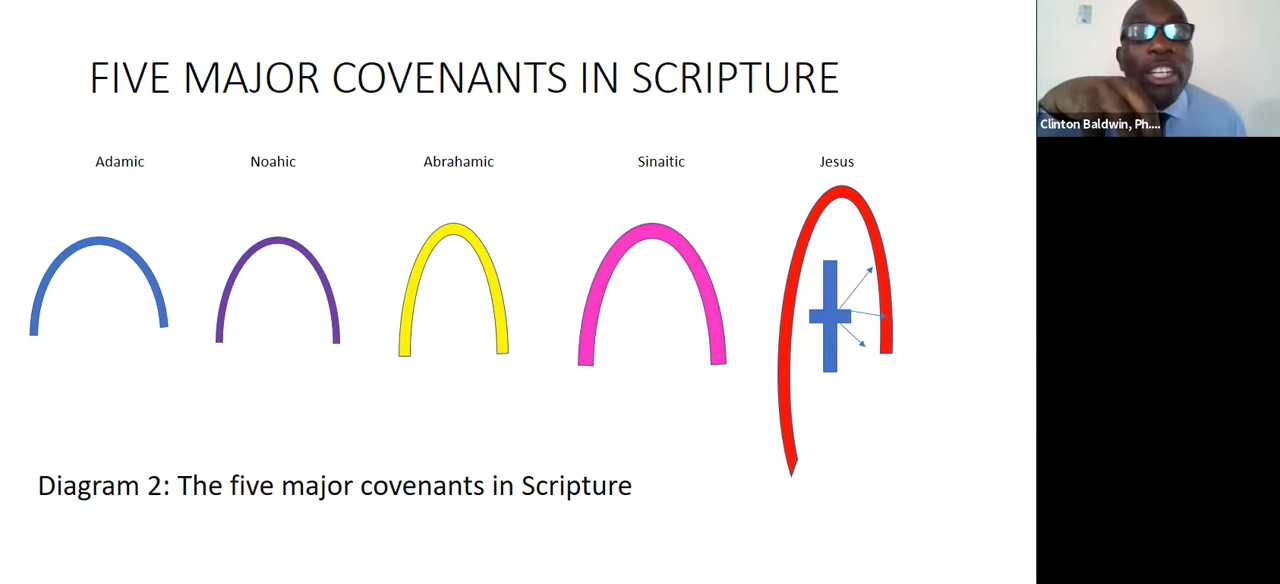 FIVE MAJOR COVENANTS IN SCRIPTURE
Adamic Noahic Abrahamic Sinaitic Jesus
Diagram 2: The five major covenants in Scripture
Clinton Baldwin, Ph....